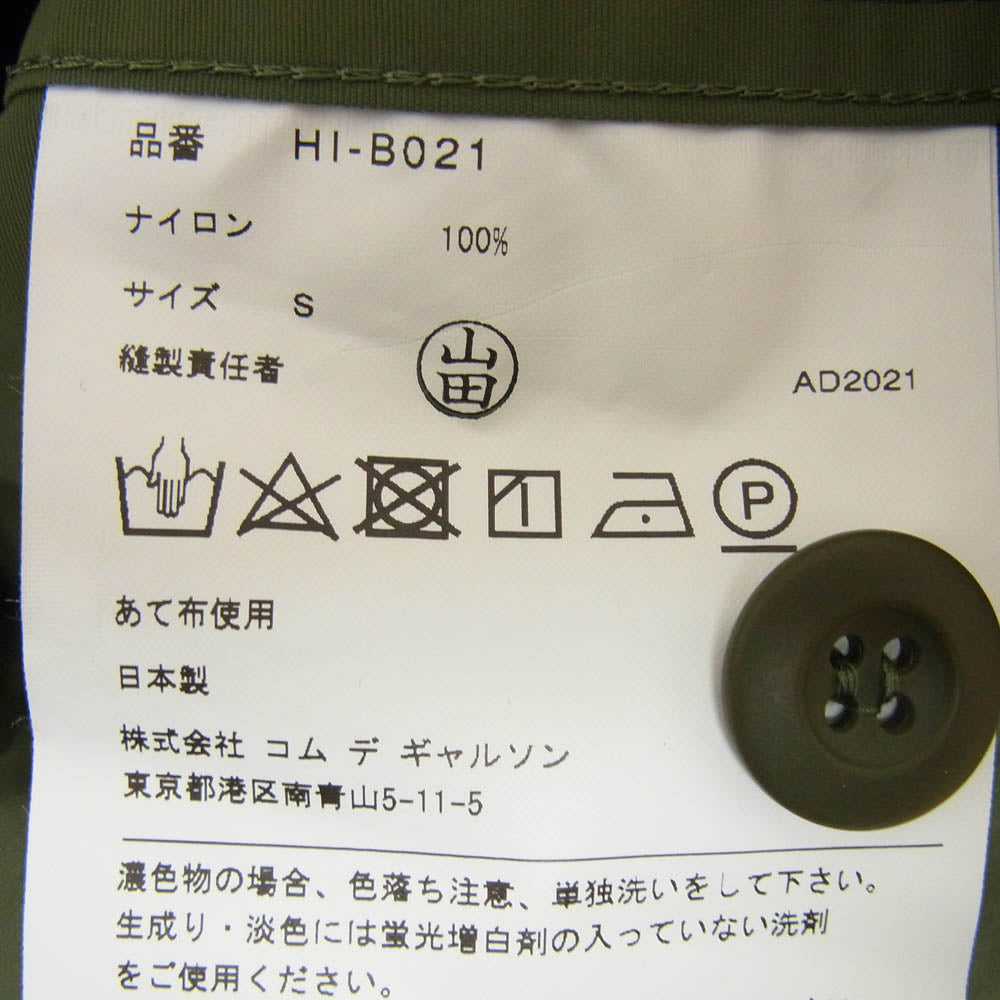 品番 HI-B021
ナイロン 100%
サイズ S
縫製責任者 山田 AD2021
P
あて布使用
日本製
株式会社 コム デ ギャルソン
東京都港区南青山5-11-5
濃色物の場合、色落ち注意、単独洗いをして下さい。
生成り・淡色には蛍光増白剤の入っていない洗剤
をご使用ください。